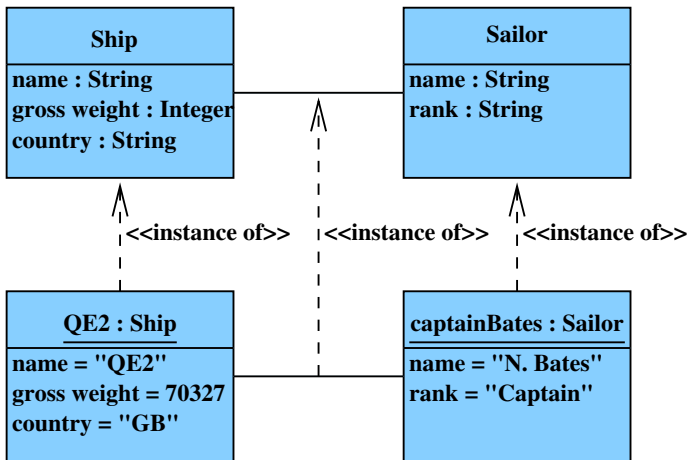 Ship
name : String
gross weight : Integer
country : String
Sailor
name : String
rank : String
<<instance of>>
<<instance of>>
<<instance of>>
QE2 : Ship
name = "QE2"
gross weight = 70327
country = "GB"
captainBates : Sailor
name = "N. Bates"
rank = "Captain"